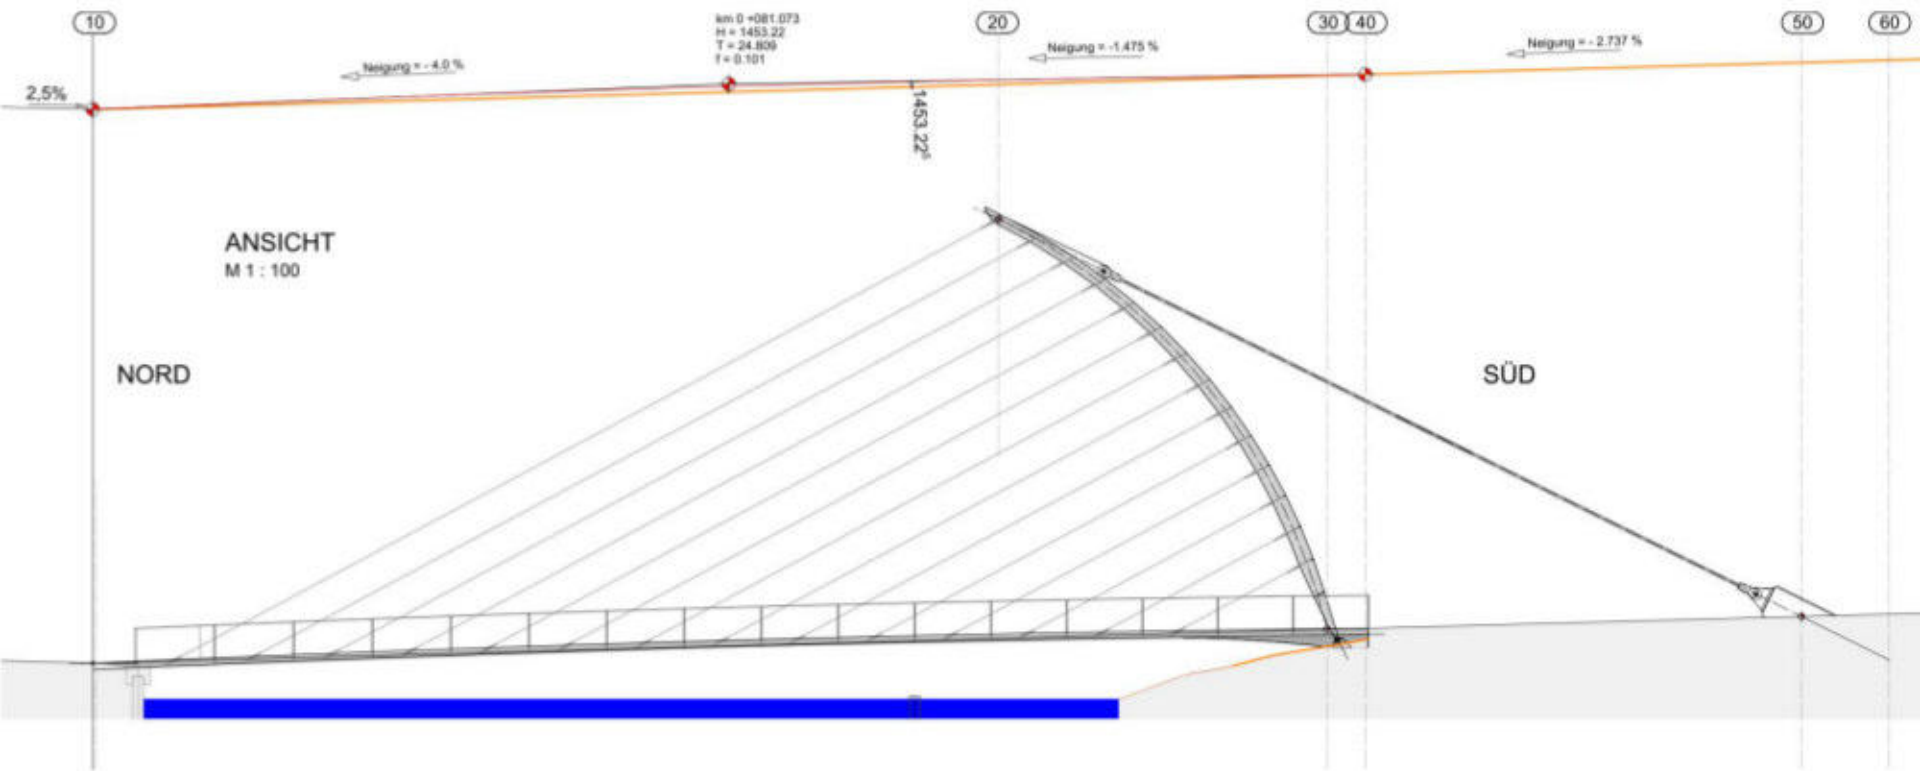 10
km 0 +081.073
H = 1453.22
T = 24.809
f = 0.101
20
30 40
50
60
Neigung = - 4.0 %
Neigung = -1.475 %
Neigung = - 2.737 %
2,5%
1453.22⁵
ANSICHT
M 1 : 100
NORD
SÜD